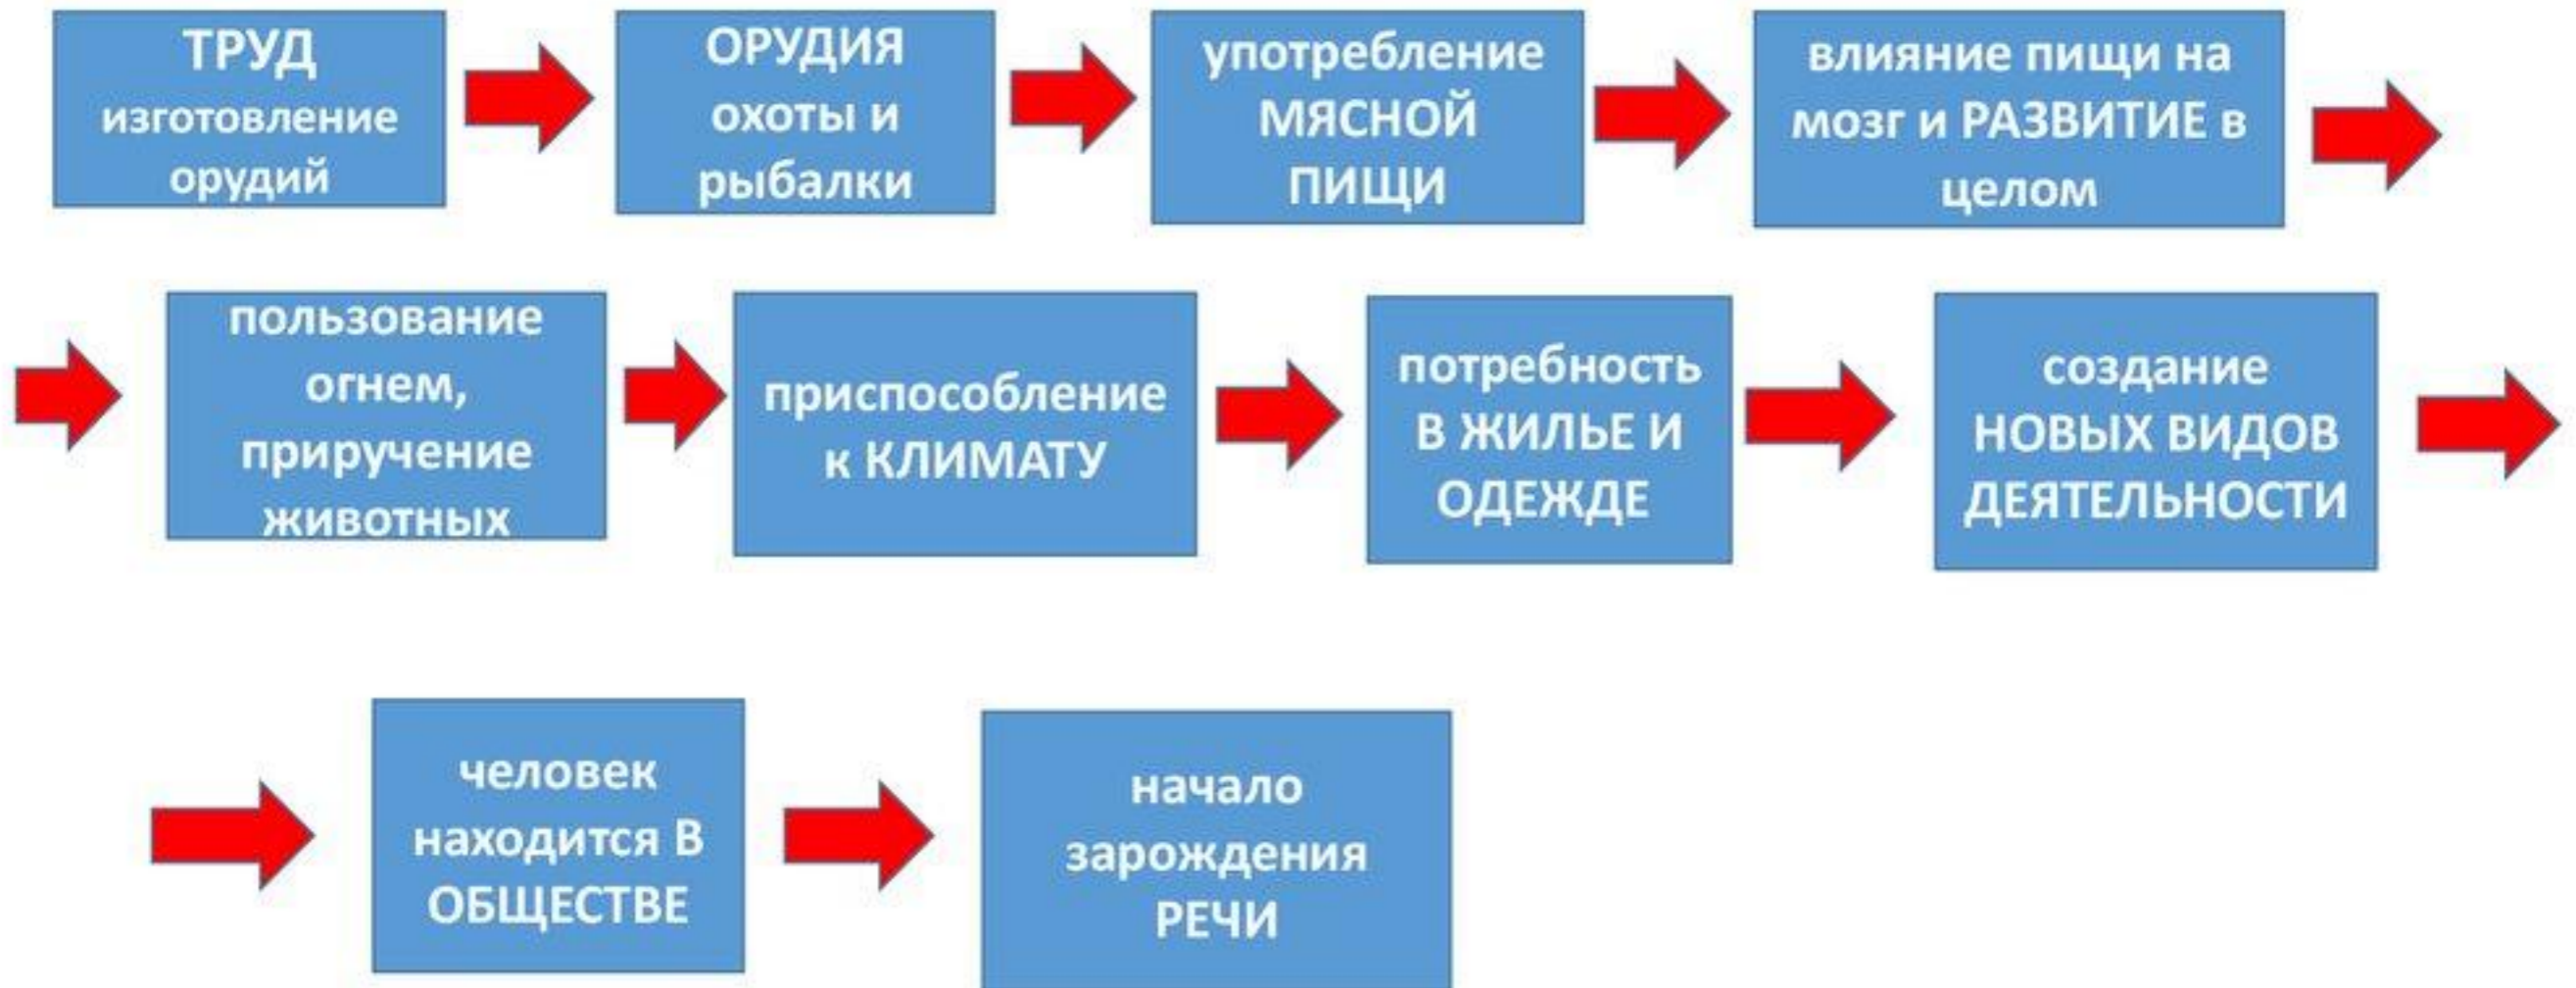 ТРУД
изготовление
орудий
ОРУДИЯ
охоты и
рыбалки
употребление
МЯСНОЙ
ПИЩИ
влияние пищи на
мозг и РАЗВИТИЕ в
целом
пользование
огнем,
приручение
животных
приспособление
к КЛИМАТУ
потребность
В ЖИЛЬЕ И
ОДЕЖДЕ
создание
НОВЫХ ВИДОВ
ДЕЯТЕЛЬНОСТИ
человек
находится В
ОБЩЕСТВЕ
начало
зарождения
РЕЧИ